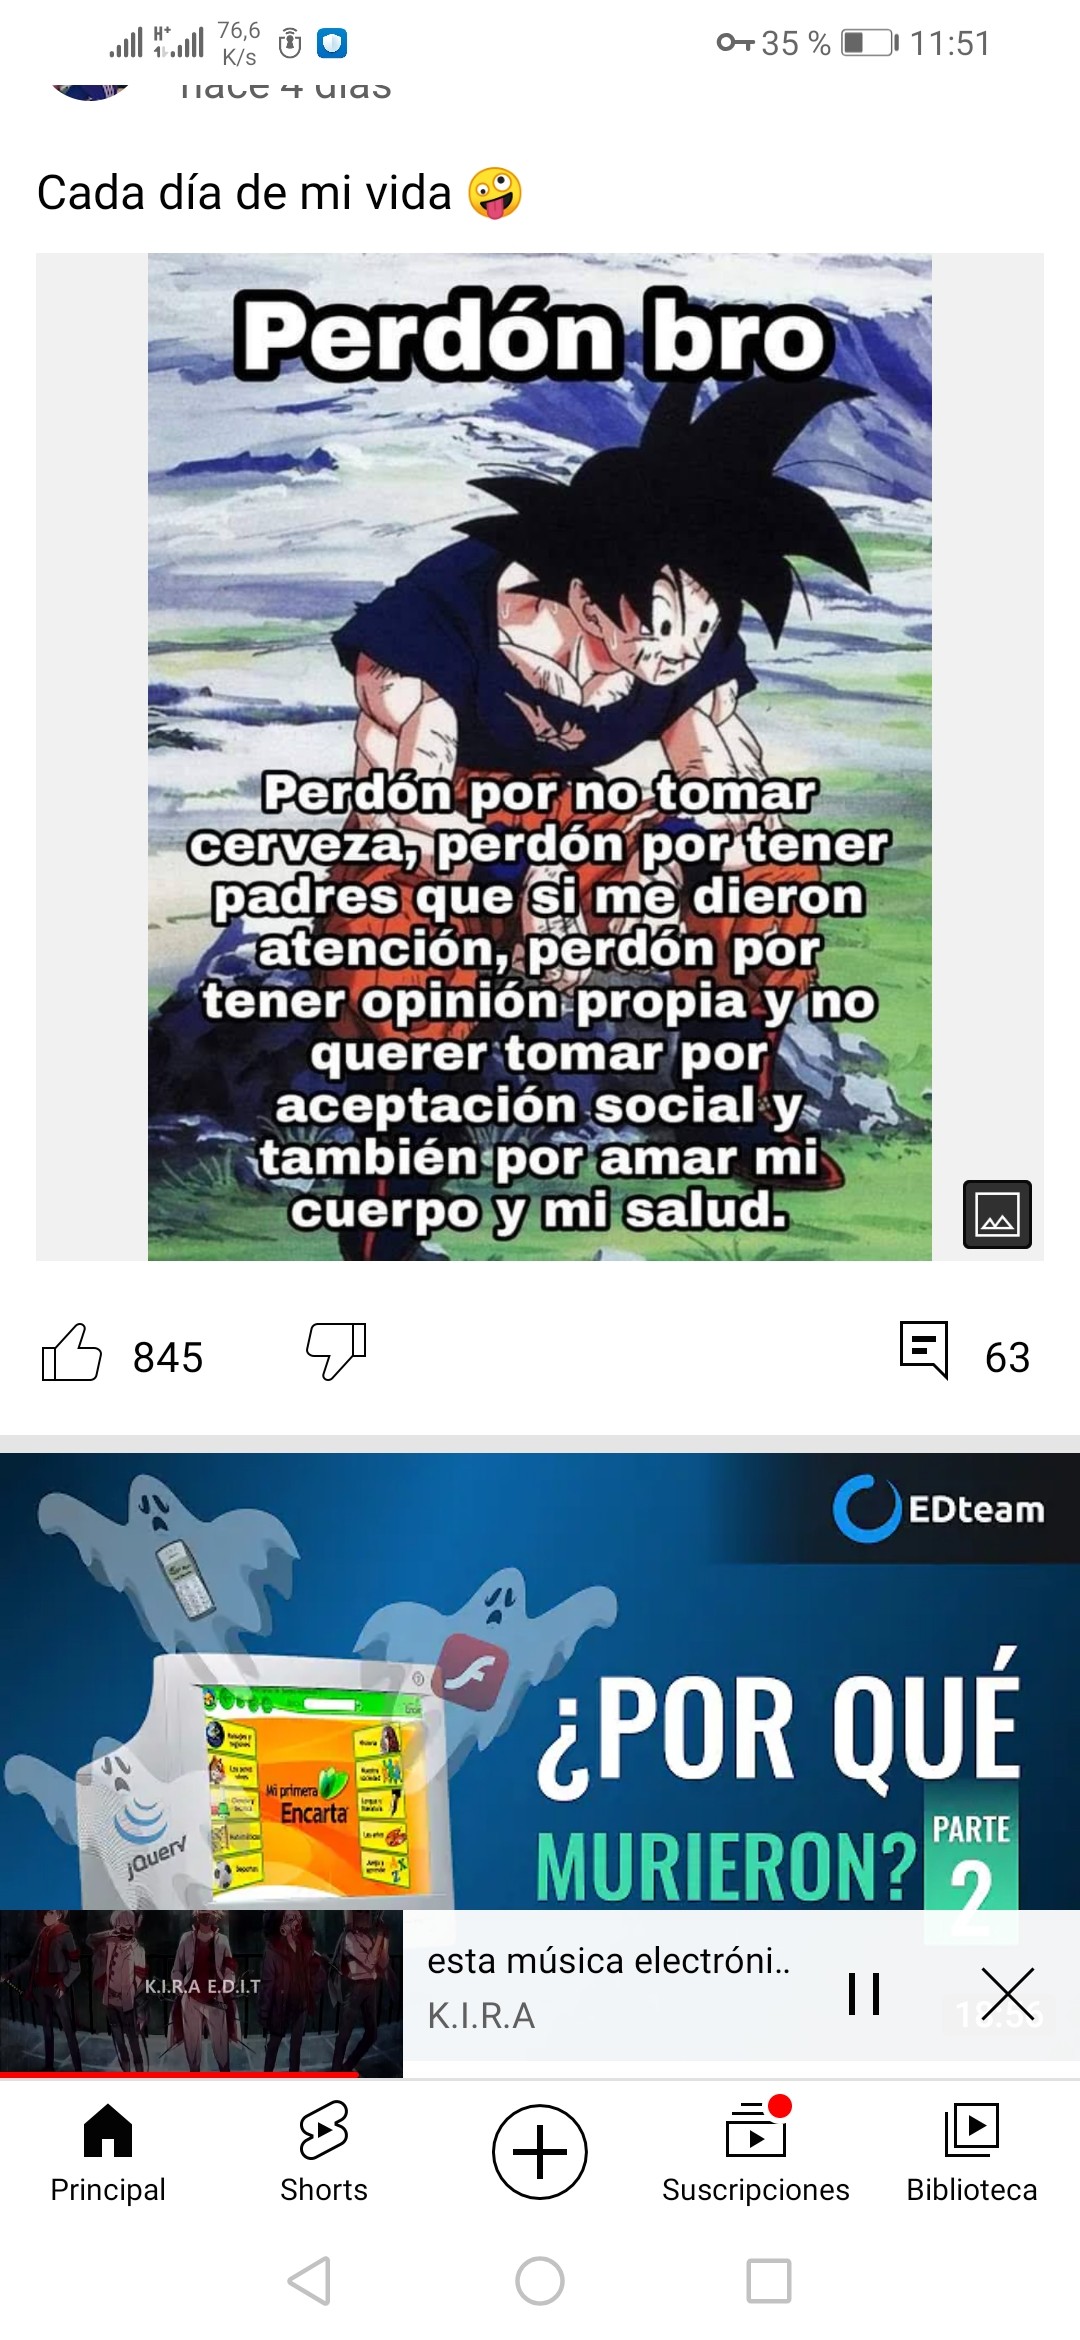 H+
76,6
K/s
35 %
11:51
hace 4 días
Cada día de mi vida 🤪
Perdón bro
Perdón por no tomar
cerveza, perdón por tener
padres que si me dieron
atención, perdón por
tener opinión propia y no
querer tomar por
aceptación social y
también por amar mi
cuerpo y mi salud.
845
63
EDteam
¿POR QUÉ
MURIERON?
PARTE
2
Mi primera
Encarta
jQuery
K.I.R.A E.D.I.T
esta música electróni..
K.I.R.A
18:56
Principal
Shorts
Suscripciones
Biblioteca